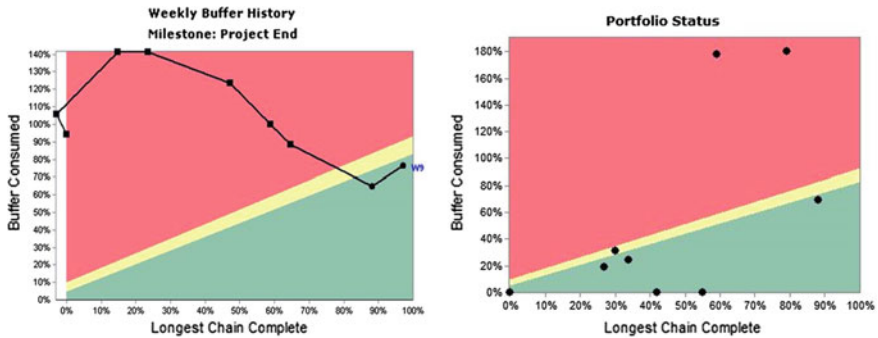 Weekly Buffer History
Milestone: Project End
Buffer Consumed
140%
130%
120%
110%
100%
90%
80%
70%
60%
50%
40%
30%
20%
10%
0%
W9
0% 10% 20% 30% 40% 50% 60% 70% 80% 90% 100%
Longest Chain Complete
Portfolio Status
Buffer Consumed
180%
160%
140%
120%
100%
80%
60%
40%
20%
0%
0% 10% 20% 30% 40% 50% 60% 70% 80% 90% 100%
Longest Chain Complete